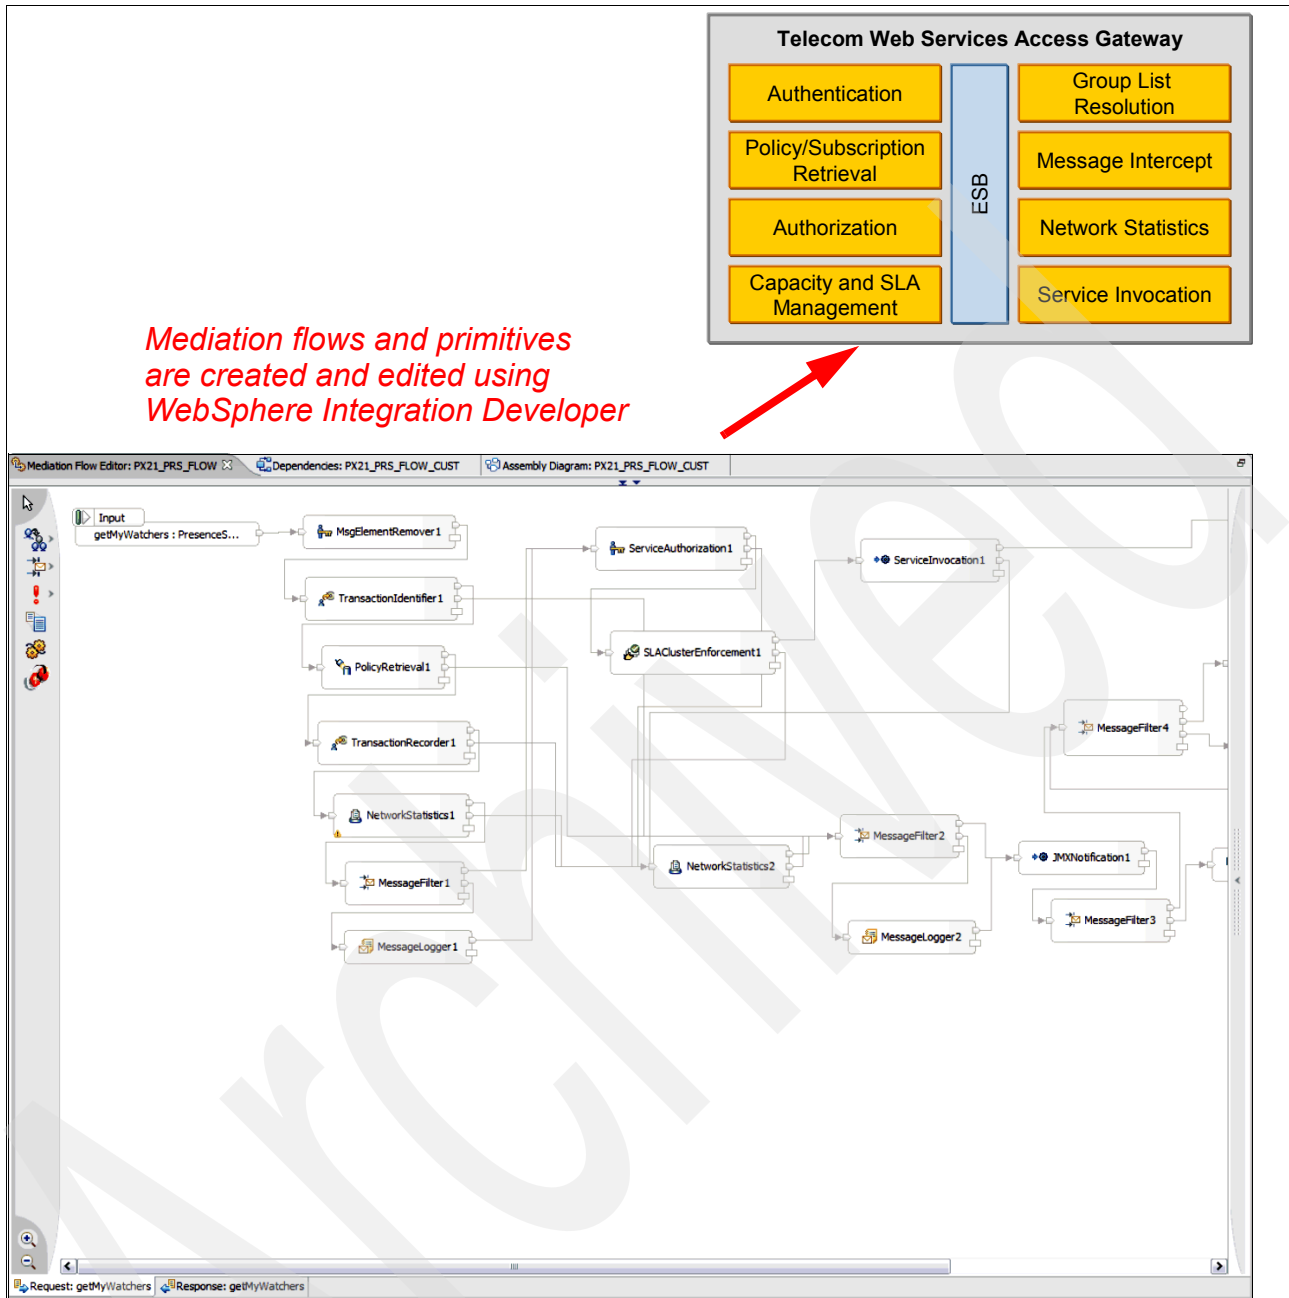 Telecom Web Services Access Gateway
Authentication
Policy/Subscription
Retrieval
Authorization
Capacity and SLA
Management
ESB
Group List
Resolution
Message Intercept
Network Statistics
Service Invocation
Mediation flows and primitives
are created and edited using
WebSphere Integration Developer
Mediation Flow Editor: PX21_PRS_FLOW
Dependencies: PX21_PRS_FLOW_CUST
Assembly Diagram: PX21_PRS_FLOW_CUST
Input
getMyWatchers : PresenceS...
MsgElementRemover1
TransactionIdentifier1
PolicyRetrieval1
TransactionRecorder1
NetworkStatistics1
MessageFilter1
MessageLogger1
ServiceAuthorization1
SLAClusterEnforcement1
NetworkStatistics2
ServiceInvocation1
MessageFilter2
MessageLogger2
JMXNotification1
MessageFilter3
MessageFilter4
Request: getMyWatchers
Response: getMyWatchers
Archived